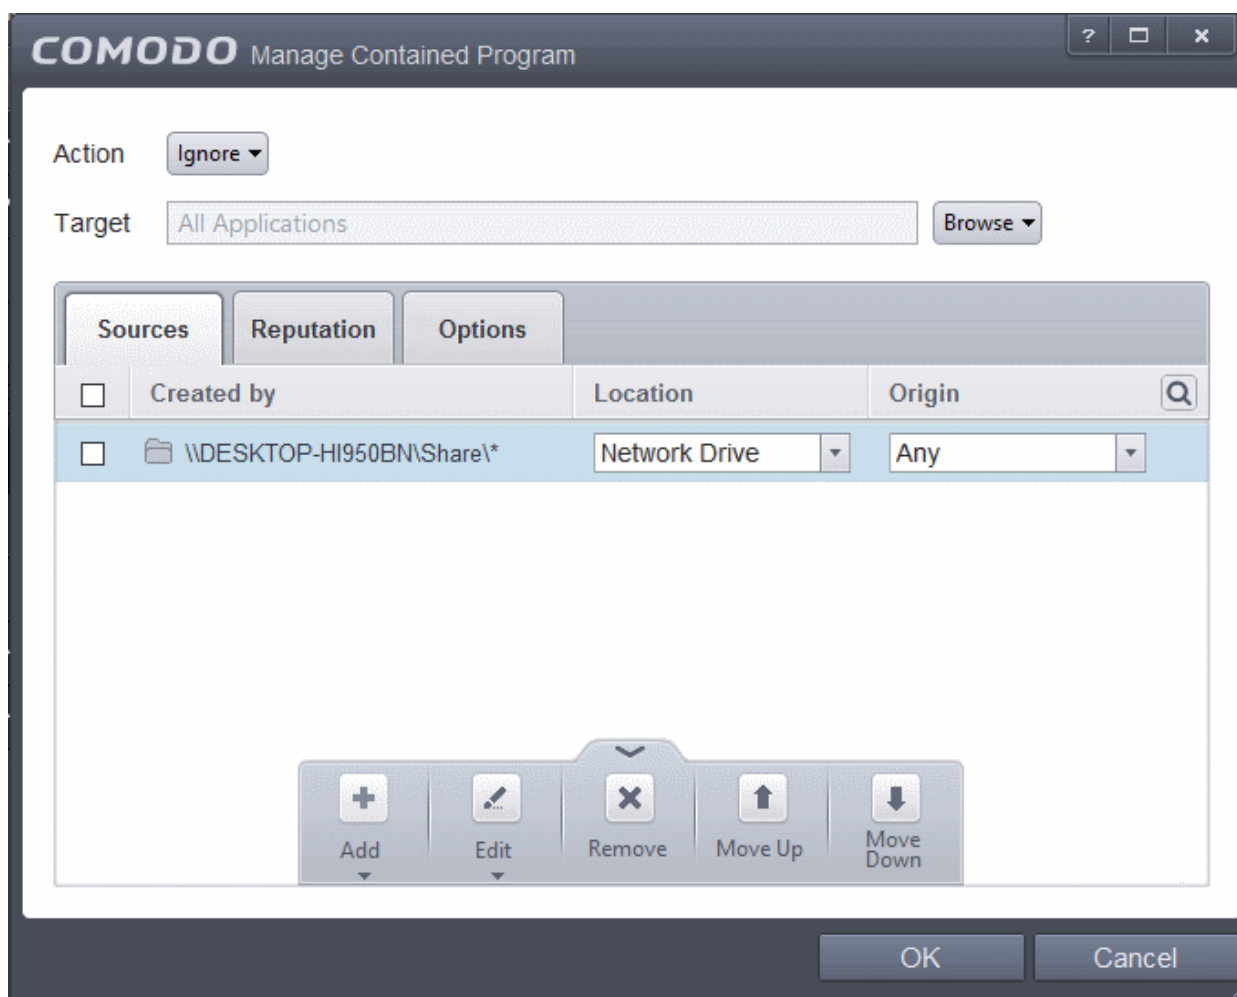 COMODO Manage Contained Program ?
Action Ignore
Target All Applications Browse
Sources Reputation Options
Created by Location Origin
\\DESKTOP-HI950BN\Share\* Network Drive Any
Add Edit Remove Move Up Move
Down
OK Cancel